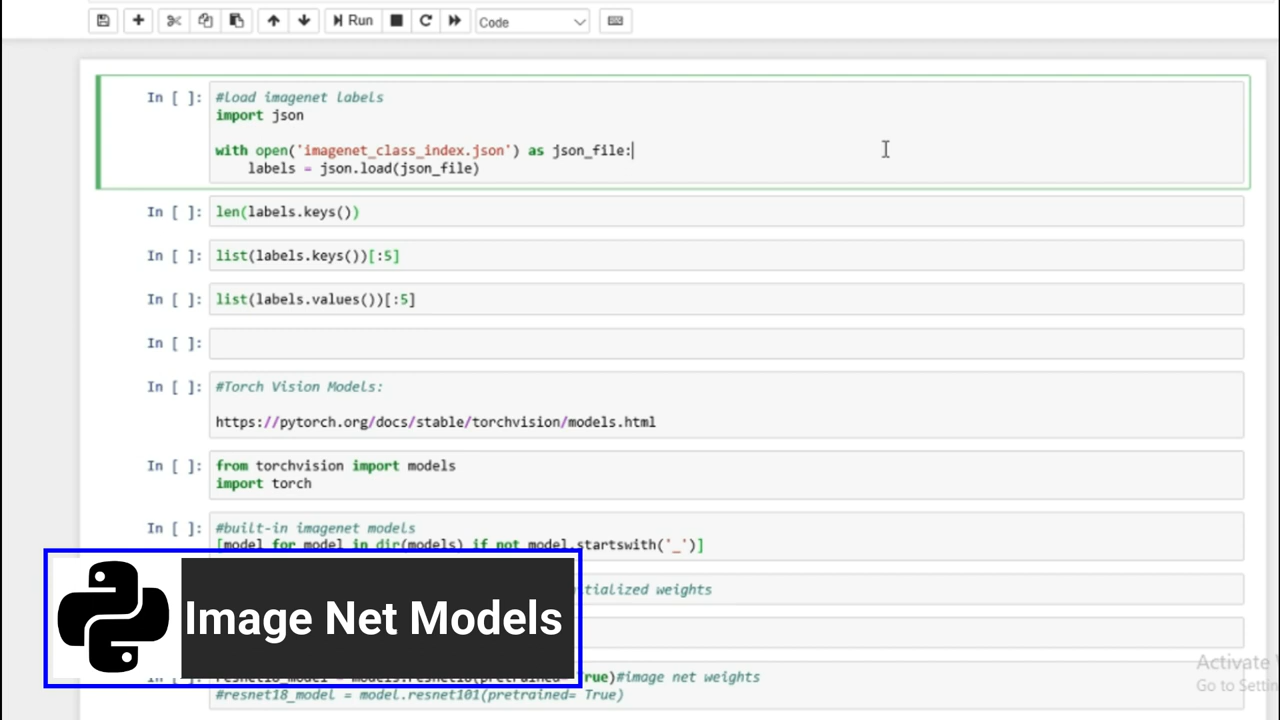 Run
Code
In [ ]:
#load imagenet labels
import json
with open('imagenet_class_index.json') as json_file:
labels = json.load(json_file)
In [ ]:
len(labels.keys())
In [ ]:
list(labels.keys())[:5]
In [ ]:
list(labels.values())[:5]
In [ ]:
In [ ]:
#Torch Vision Models:
https://pytorch.org/docs/stable/torchvision/models.html
In [ ]:
from torchvision import models
import torch
In [ ]:
#built-in imagenet models
[model for model in dir(models) if not model.startswith('_')]
weights
Image Net Models
True)#image net weights
#resnet18_model = model.resnet101(pretrained= True)
Activate
Go to